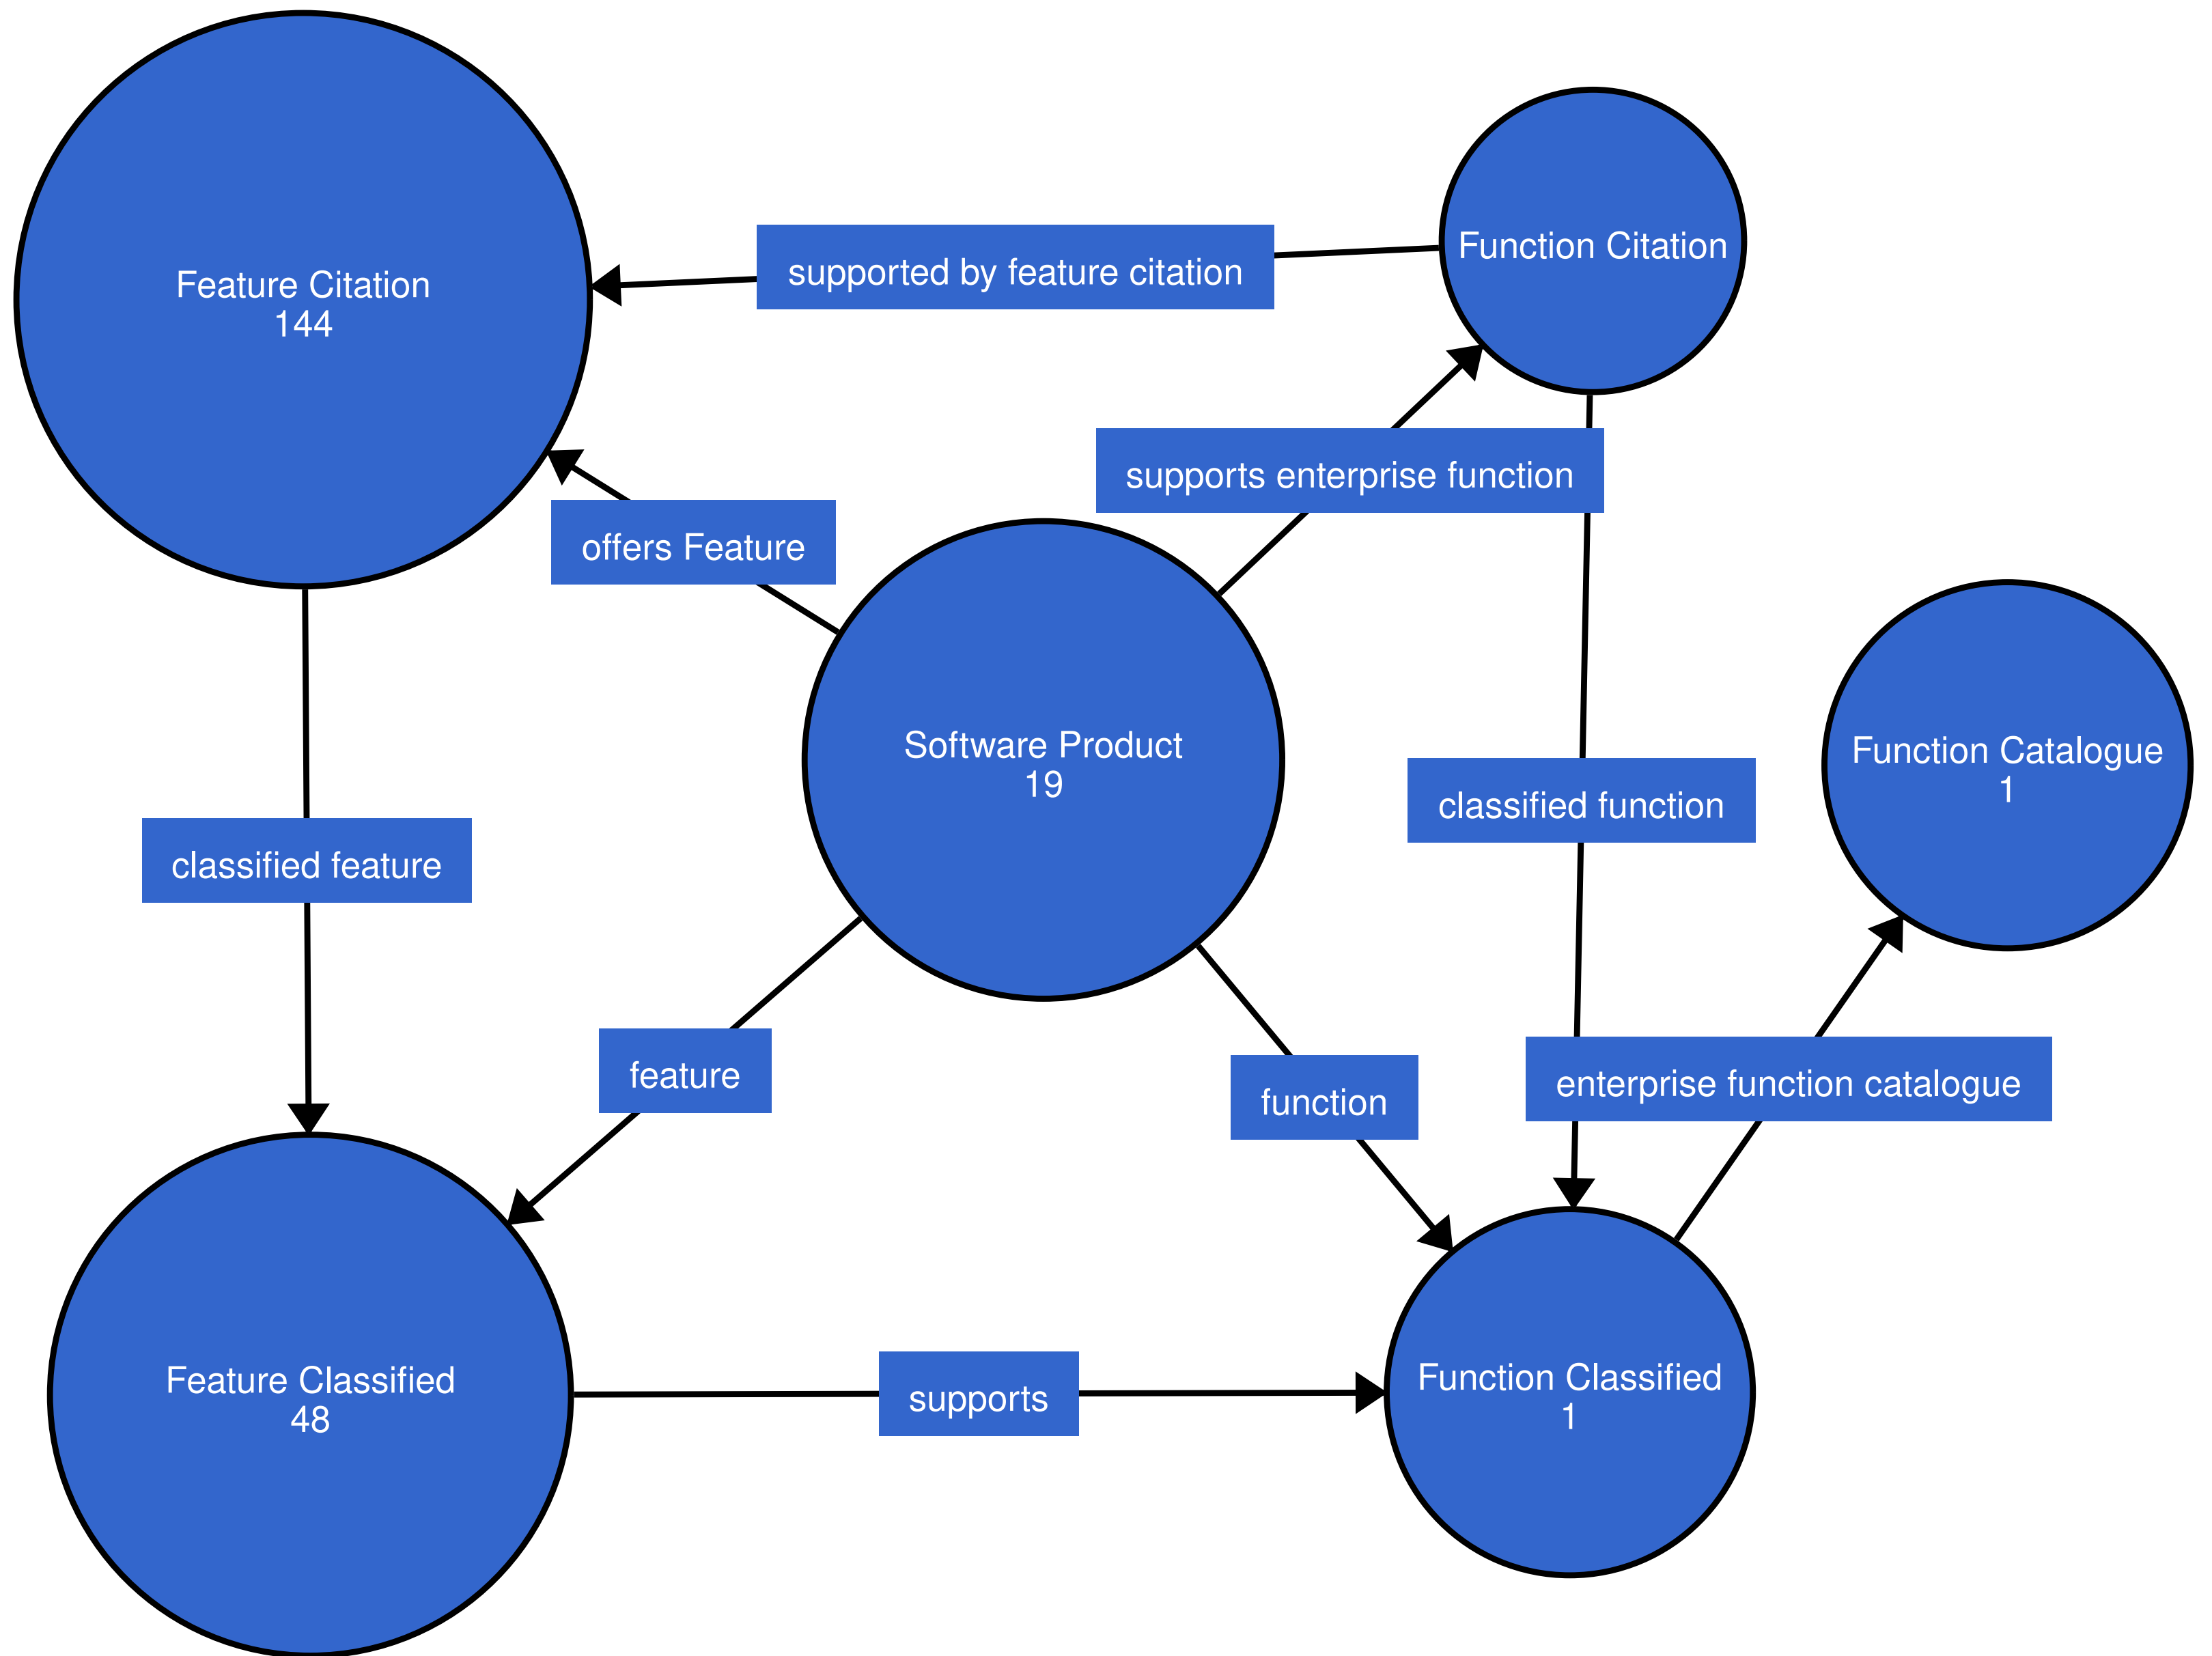 Feature Citation
144
supported by feature citation
Function Citation
supports enterprise function
offers Feature
Software Product
19
Function Catalogue
1
classified function
classified feature
feature
function
enterprise function catalogue
Feature Classified
48
supports
Function Classified
1